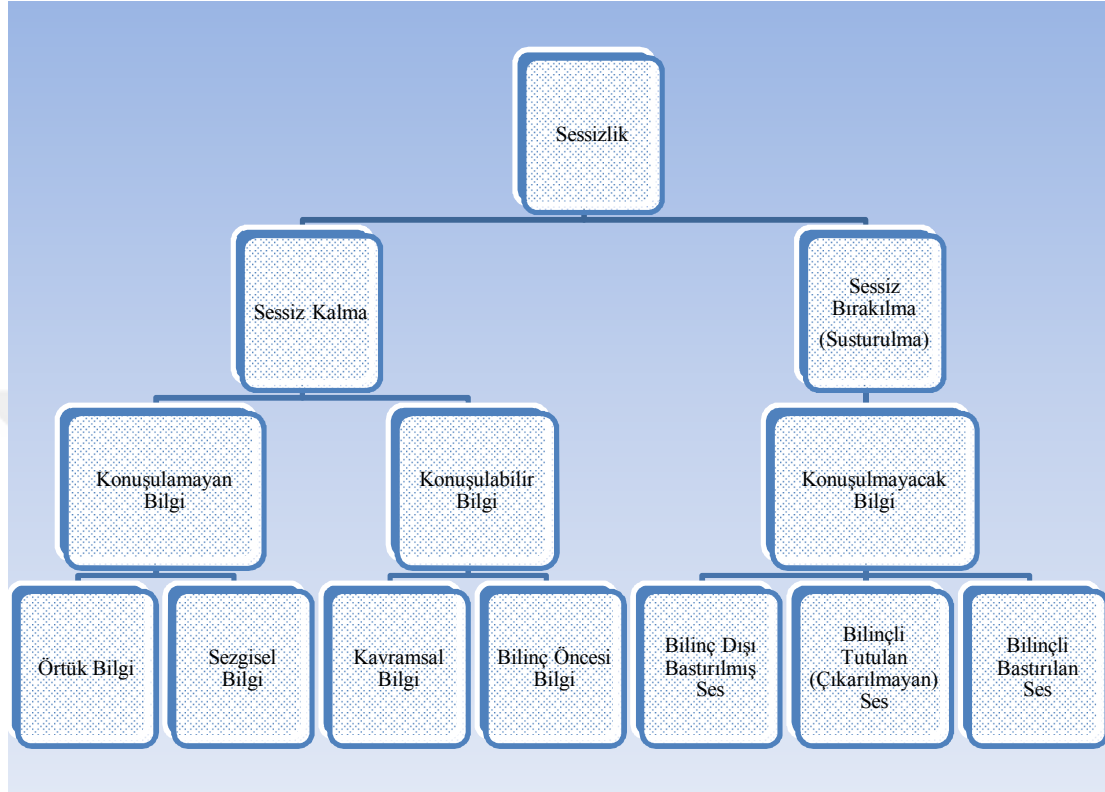 Sessizlik
Sessiz Kalma
Sessiz
Bırakılma
(Susturulma)
Konuşulamayan
Bilgi
Konuşulabilir
Bilgi
Konuşulmayacak
Bilgi
Örtük Bilgi
Sezgisel
Bilgi
Kavramsal
Bilgi
Bilinç Öncesi
Bilgi
Bilinç Dışı
Bastırılmış
Ses
Bilinçli
Tutulan
(Çıkarılmayan)
Ses
Bilinçli
Bastırılan
Ses